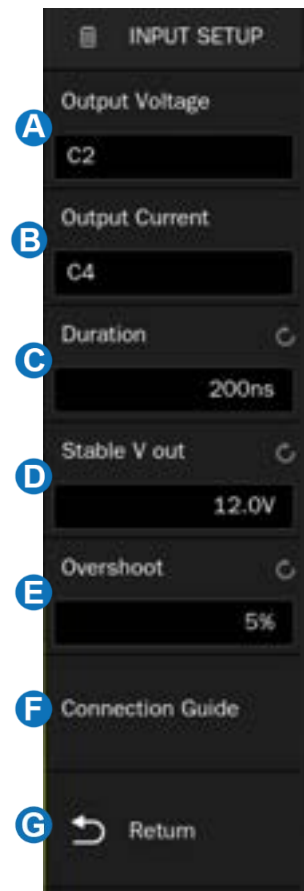 INPUT SETUP
Output Voltage
A
C2
Output Current
B
C4
Duration
C
200ns
Stable V out
D
12.0V
Overshoot
E
5%
F Connection Guide
G Return